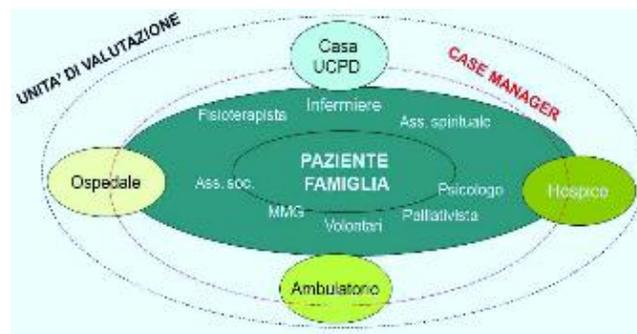 UNITA' DI VALUTAZIONE
Casa
UCPD
CASE MANAGER
Fisioterapista
Infermiere
Ass. spirituale
Ospedale
Ass. soc.
PAZIENTE
FAMIGLIA
Psicologo
Hospice
MMG
Volontari
Palliativista
Ambulatorio